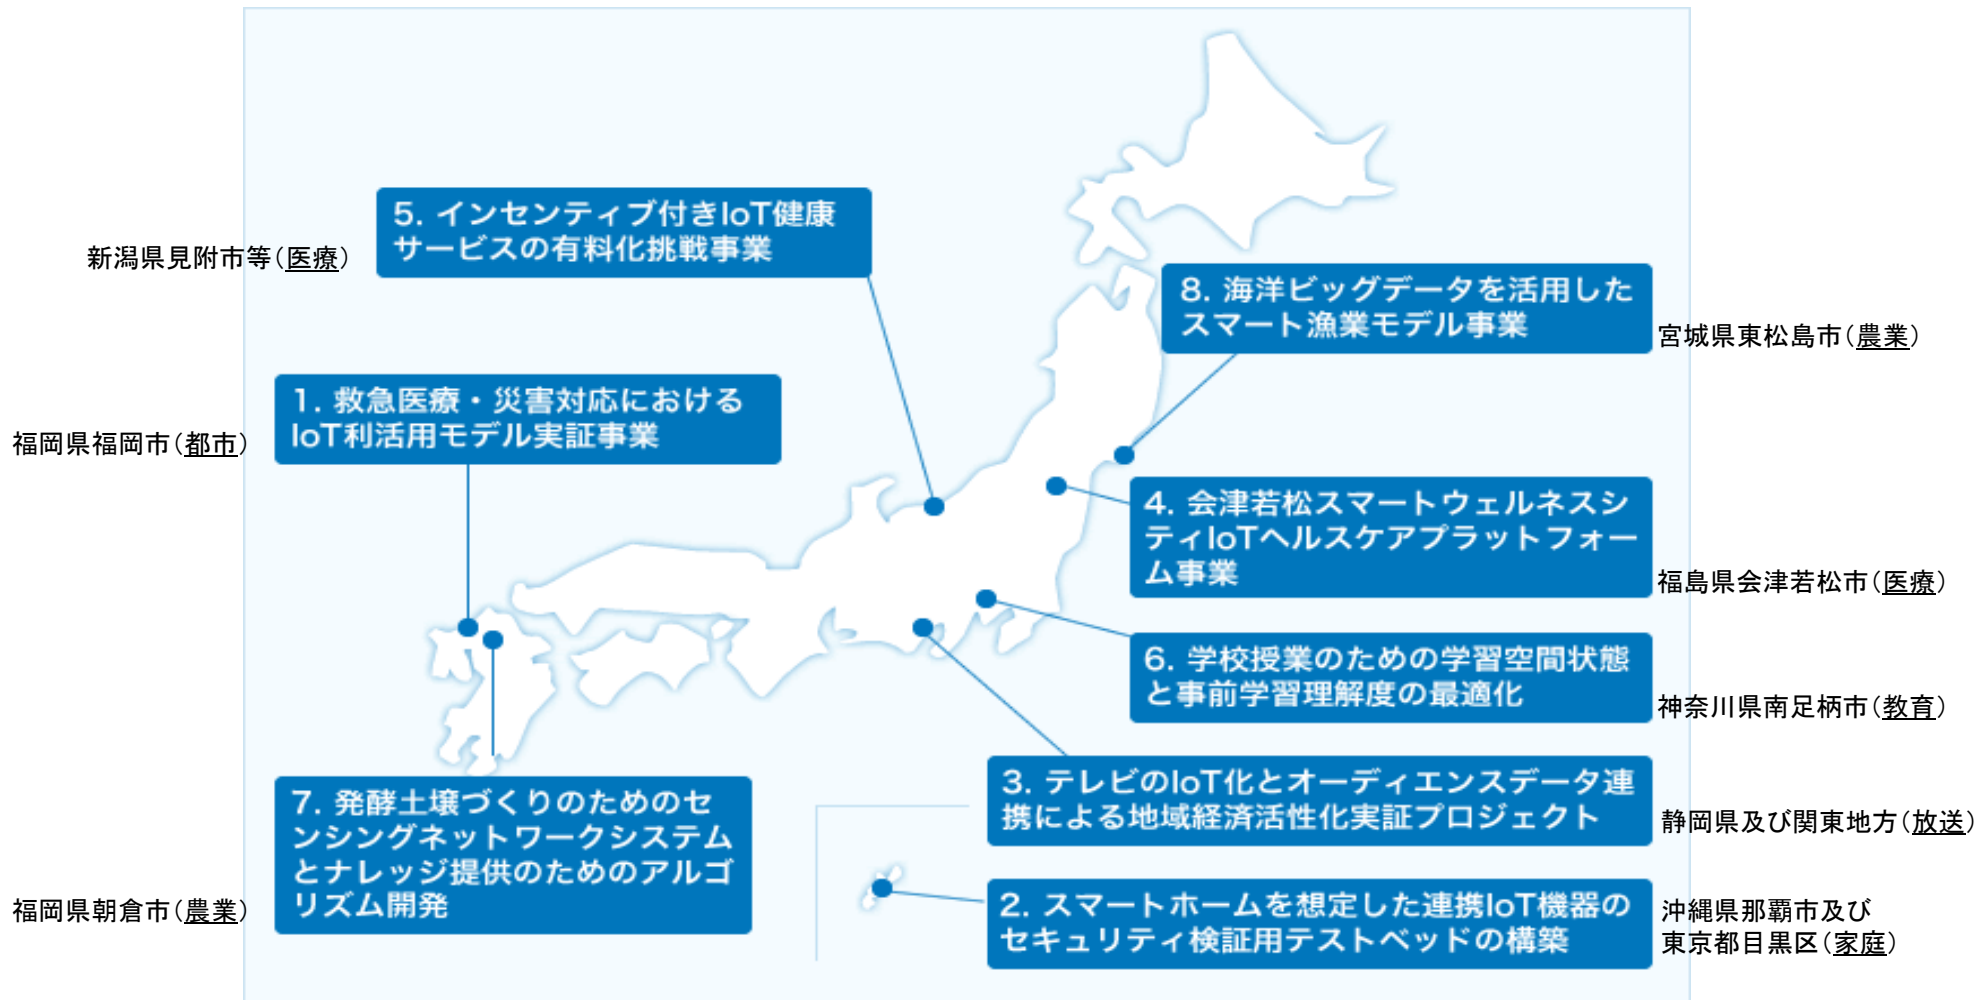 5. インセンティブ付きIoT健康
サービスの有料化挑戦事業
新潟県見附市等（医療）
8. 海洋ビッグデータを活用した
スマート漁業モデル事業
宮城県東松島市（農業）
1. 救急医療・災害対応における
IoT利活用モデル実証事業
福岡県福岡市（都市）
4. 会津若松スマートウェルネスシ
ティIoTヘルスケアプラットフォー
ム事業
福島県会津若松市（医療）
6. 学校授業のための学習空間状態
と事前学習理解度の最適化
神奈川県南足柄市（教育）
3. テレビのIoT化とオーディエンスデータ連
携による地域経済活性化実証プロジェクト
静岡県及び関東地方（放送）
7. 発酵土壌づくりのためのセ
ンシングネットワークシステム
とナレッジ提供のためのアルゴ
リズム開発
福岡県朝倉市（農業）
2. スマートホームを想定した連携IoT機器の
セキュリティ検証用テストベッドの構築
沖縄県那覇市及び
東京都目黒区（家庭）